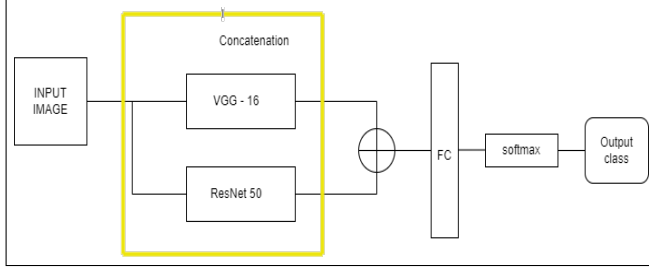 Concatenation
INPUT
IMAGE
VGG - 16
ResNet 50
FC
softmax
Output
class